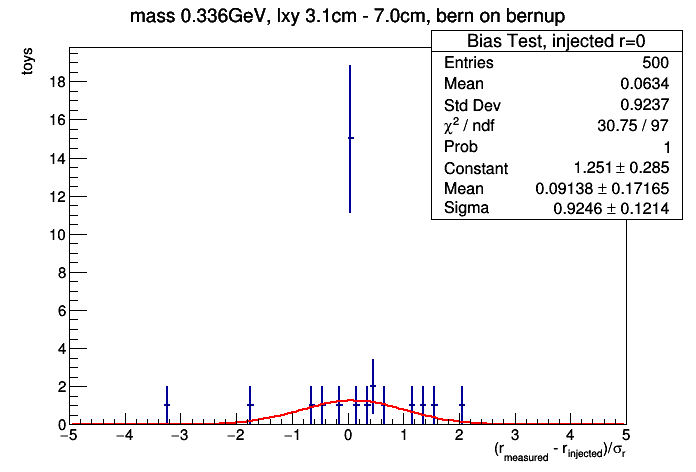 mass 0.336GeV, lxy 3.1cm - 7.0cm, bern on bernup
Bias Test, injected r=0
Entries 500
Mean 0.0634
Std Dev 0.9237
χ² / ndf 30.75 / 97
Prob 1
Constant 1.251 ± 0.285
Mean 0.09138 ± 0.17165
Sigma 0.9246 ± 0.1214
toys
18
16
14
12
10
8
6
4
2
0
−5 −4 −3 −2 −1 0 1 2 3 4 5
(r_measured - r_injected)/σ_r